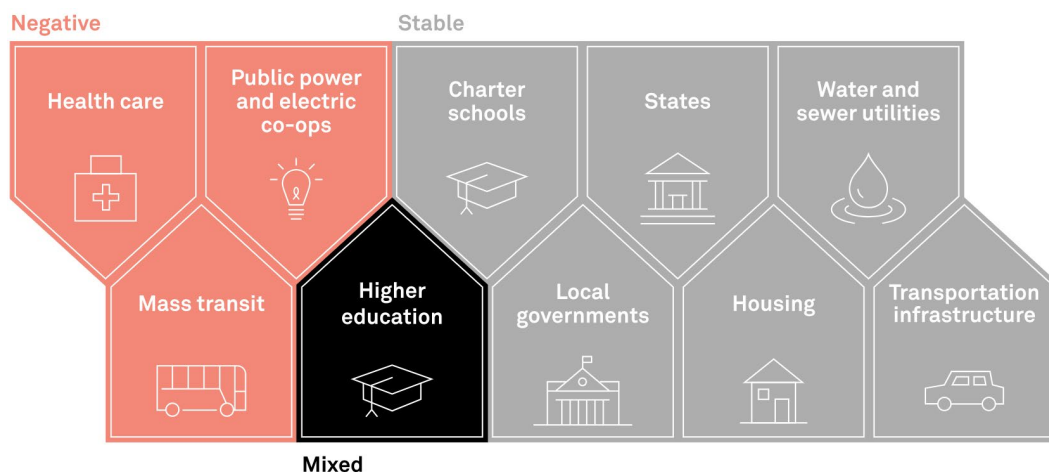 Negative
Stable
Health care
Public power
and electric
co-ops
Charter
schools
States
Water and
sewer utilities
Mass transit
Higher
education
Local
governments
Housing
Transportation
infrastructure
Mixed